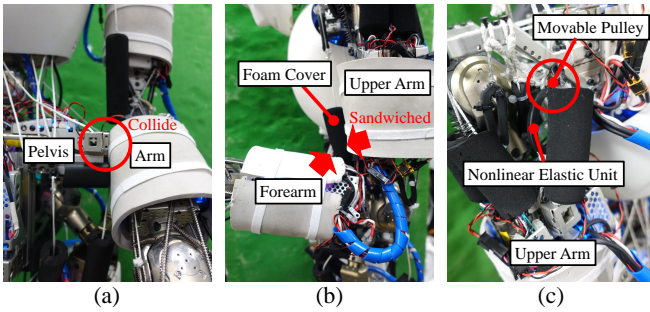 Collide
Pelvis
Arm
(a)
Foam Cover
Upper Arm
Sandwiched
Forearm
(b)
Movable Pulley
Nonlinear Elastic Unit
Upper Arm
(c)